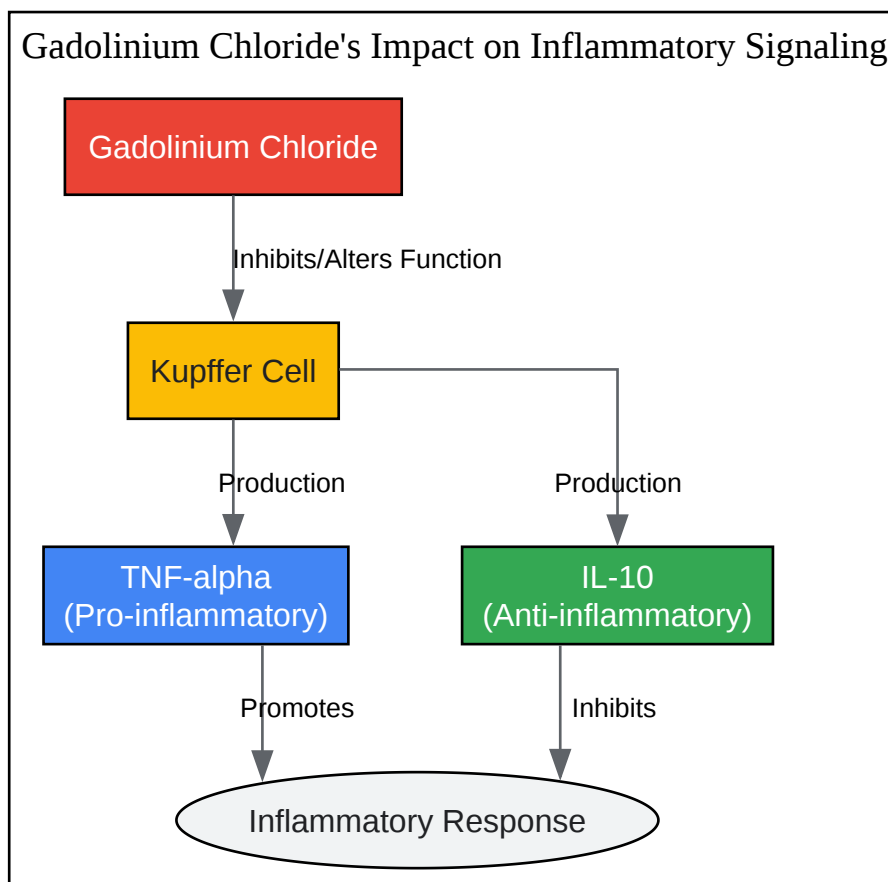 Gadolinium Chloride's Impact on Inflammatory Signaling
Gadolinium Chloride
Inhibits/Alters Function
Kupffer Cell
Production
Production
TNF-alpha
(Pro-inflammatory)
IL-10
(Anti-inflammatory)
Promotes
Inhibits
Inflammatory Response